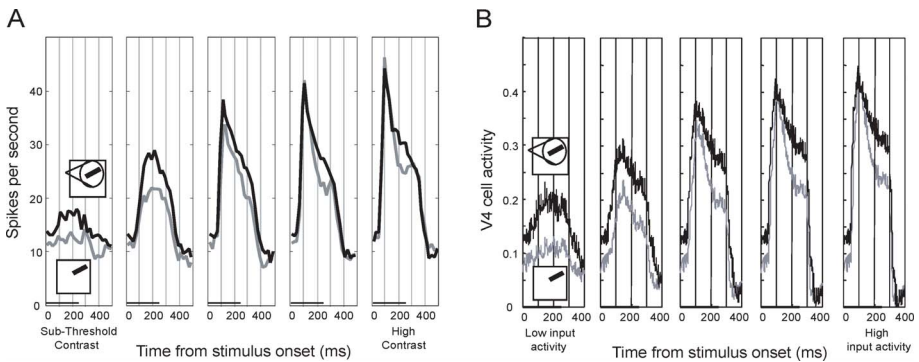 A
Spikes per second
40
30
20
10
0
0 200 400
0 200 400
0 200 400
0 200 400
0 200 400
Sub-Threshold
Contrast
High
Contrast
Time from stimulus onset (ms)
B
V4 cell activity
0.4
0.3
0.2
0.1
0
0 200 400
0 200 400
0 200 400
0 200 400
0 200 400
Low input
activity
High
input activity
Time from stimulus onset (ms)